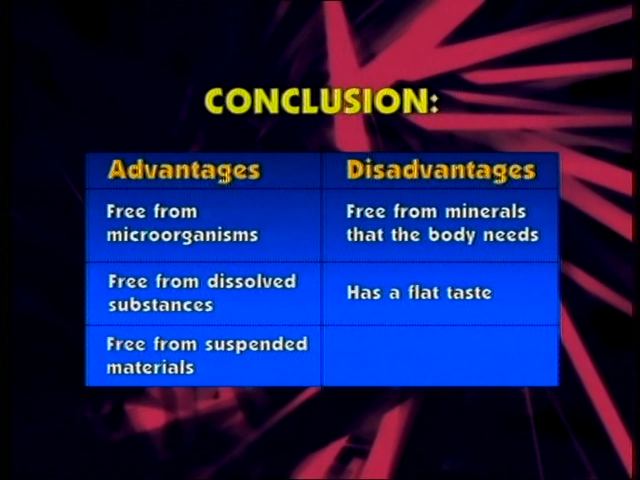 CONCLUSION:
Advantages
Disadvantages
Free from
microorganisms
Free from minerals
that the body needs
Free from dissolved
substances
Has a flat taste
Free from suspended
materials